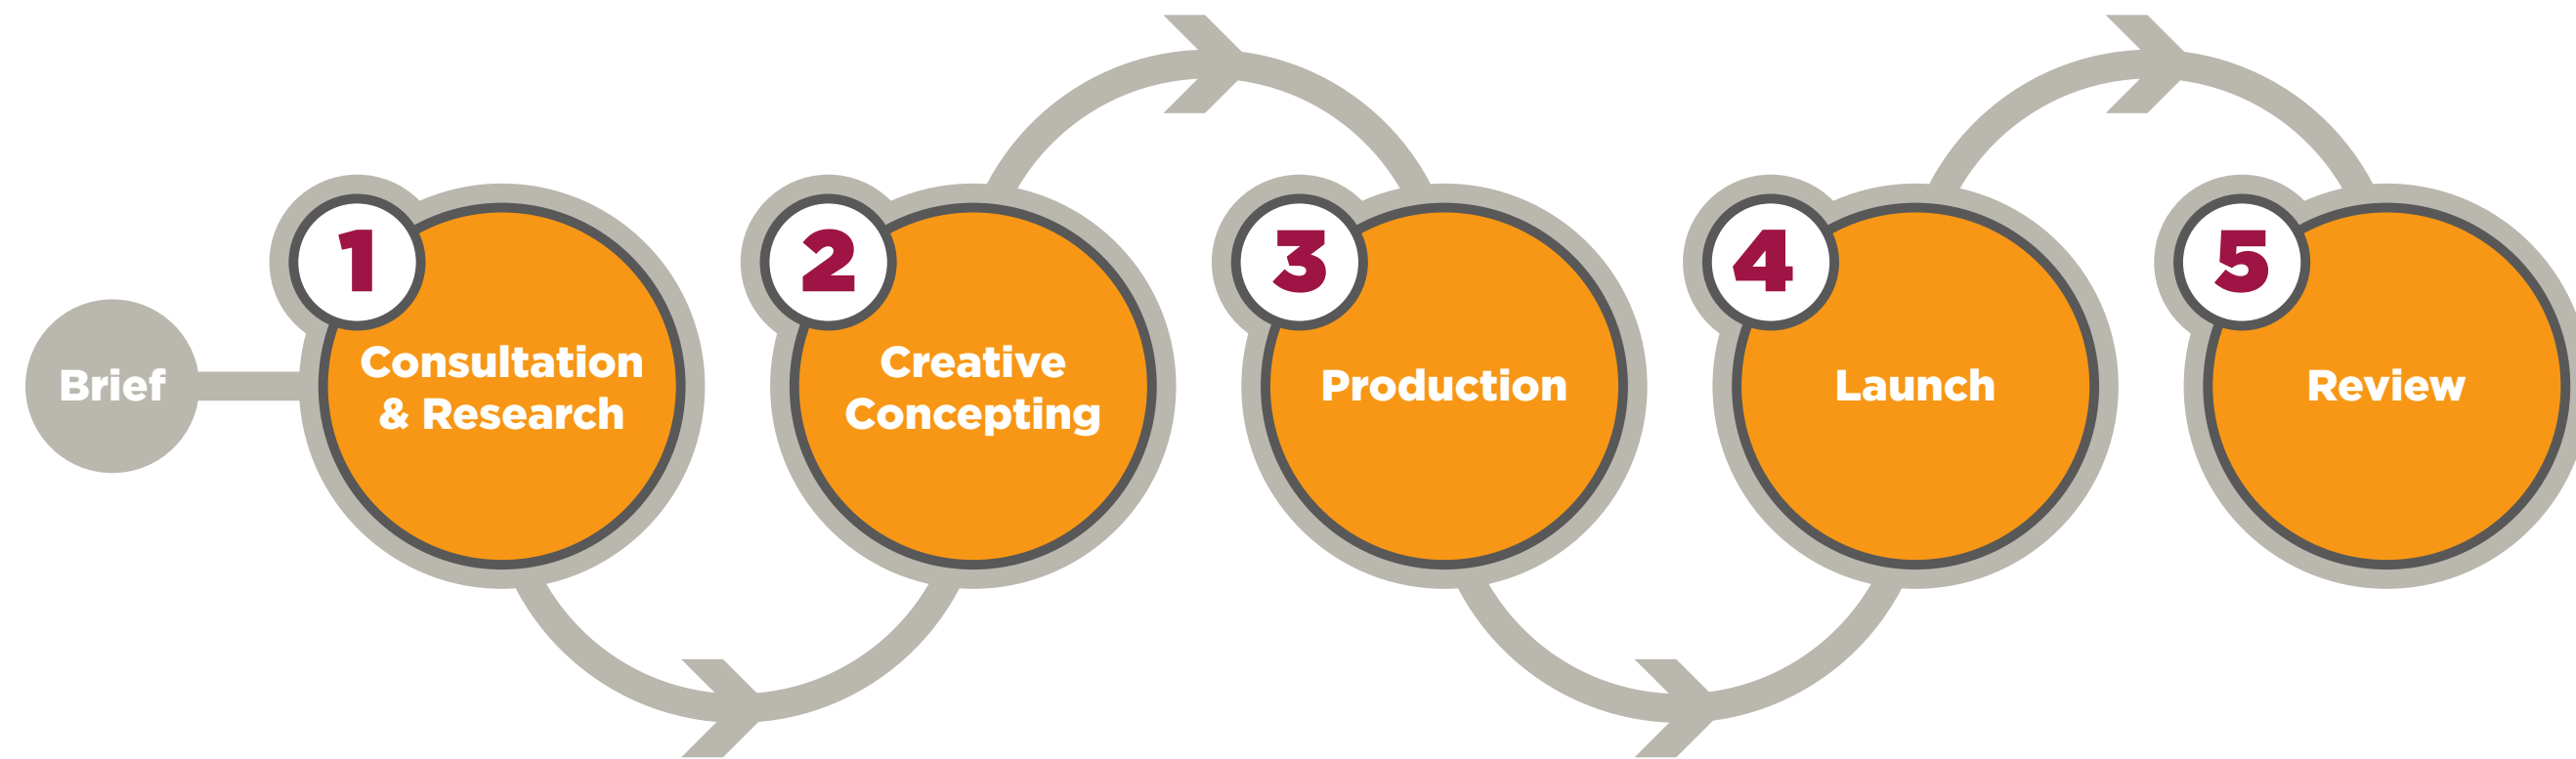 Brief
1
Consultation
& Research
2
Creative
Concepting
3
Production
4
Launch
5
Review